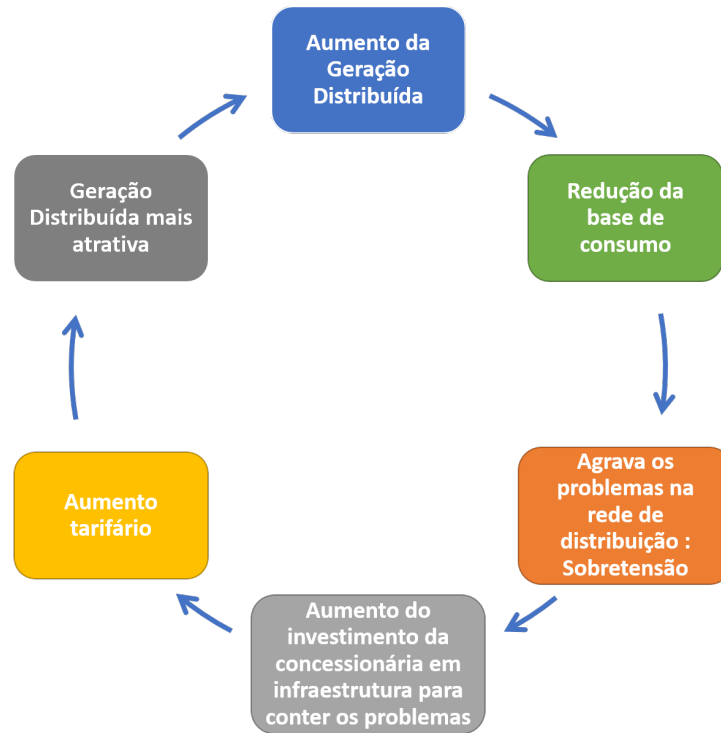 Aumento da
Geração
Distribuída
Redução da
base de
consumo
Agrava os
problemas na
rede de
distribuição :
Sobretensão
Aumento do
investimento da
concessionária em
infraestrutura para
conter os problemas
Aumento
tarifário
Geração
Distribuída mais
atrativa